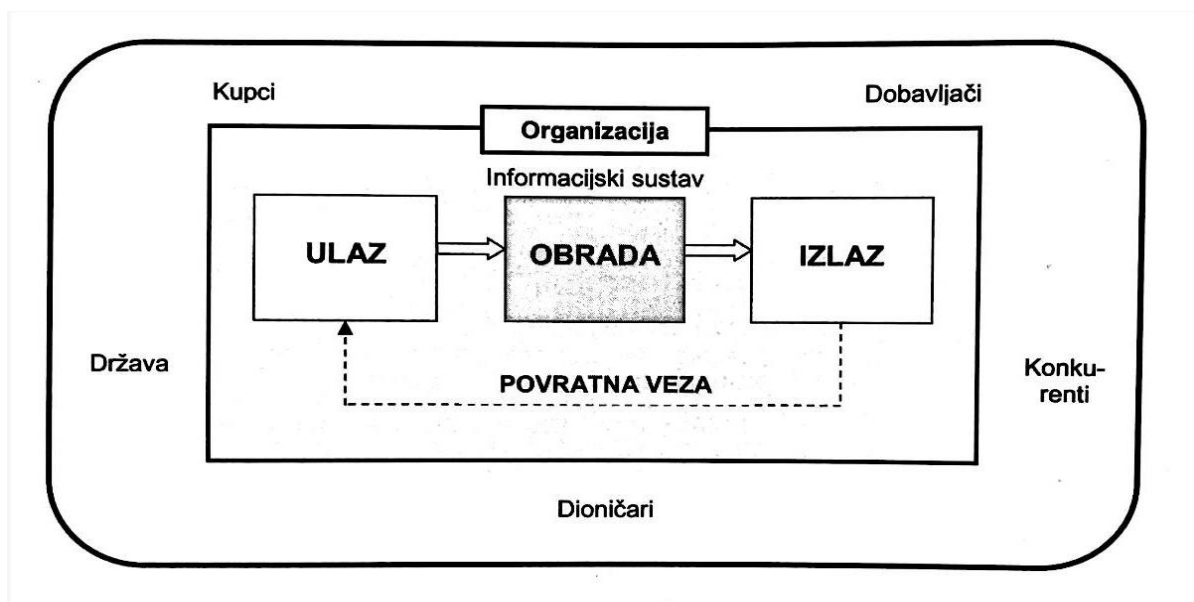 Kupci
Dobavljači
Organizacija
Informacijski sustav
ULAZ
OBRADA
IZLAZ
Država
POVRATNA VEZA
Konku-
renti
Dioničari